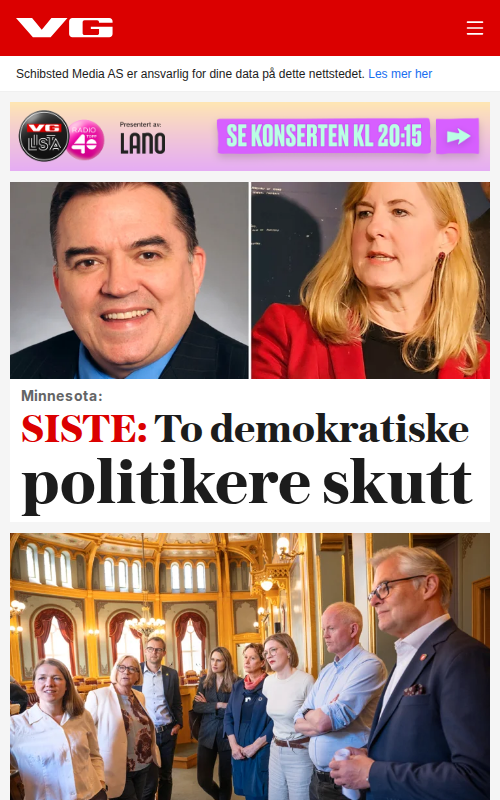 VG
Schibsted Media AS er ansvarlig for dine data på dette nettstedet. Les mer her
VG
LISTA
RADIO
TOPP
40
Presentert av:
LANO
SE KONSERTEN KL 20:15
Minnesota:
SISTE: To demokratiske
politikere skutt